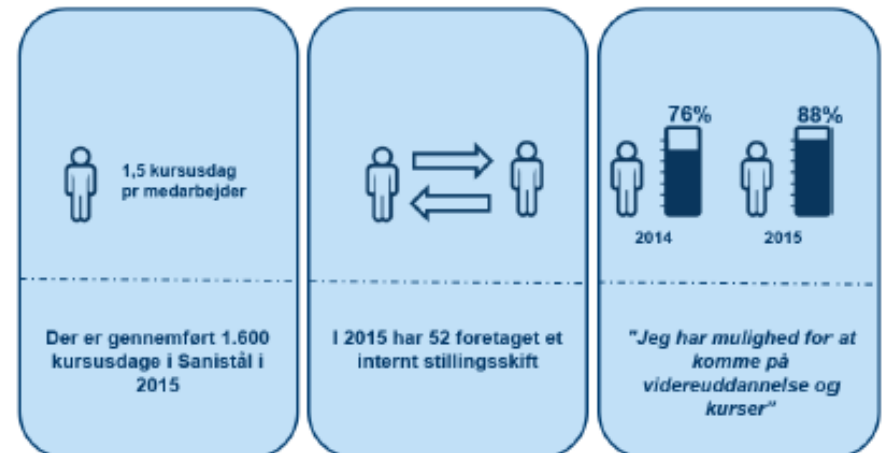 1,5 kursusdag
pr medarbejder
Der er gennemført 1.600
kursusdage i Sanistål i
2015
I 2015 har 52 foretaget et
internt stillingsskift
76%
88%
2014
2015
"Jeg har mulighed for at
komme på
videreuddannelse og
kurser"